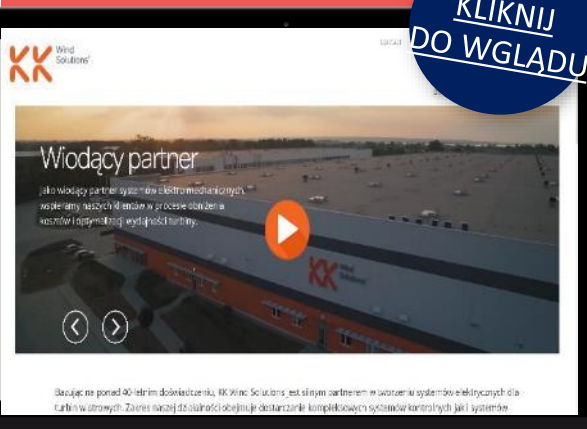 KLIKNIJ
DO WGLĄDU
KK Wind
Solutions
Wiodący partner
Jako wiodący partner systemów elektromechanicznych,
wspieramy naszych klientów w procesie obniżenia
kosztów i optymalizacji wydajności turbiny.
KK Wind
Solutions
Bazując na ponad 40-letnim doświadczeniu, KK Wind Solutions jest silnym partnerem w tworzeniu systemów elektrycznych dla
turbin wiatrowych. Zakres naszej działalności obejmuje dostarczanie kompleksowych systemów kontrolnych jak i systemów